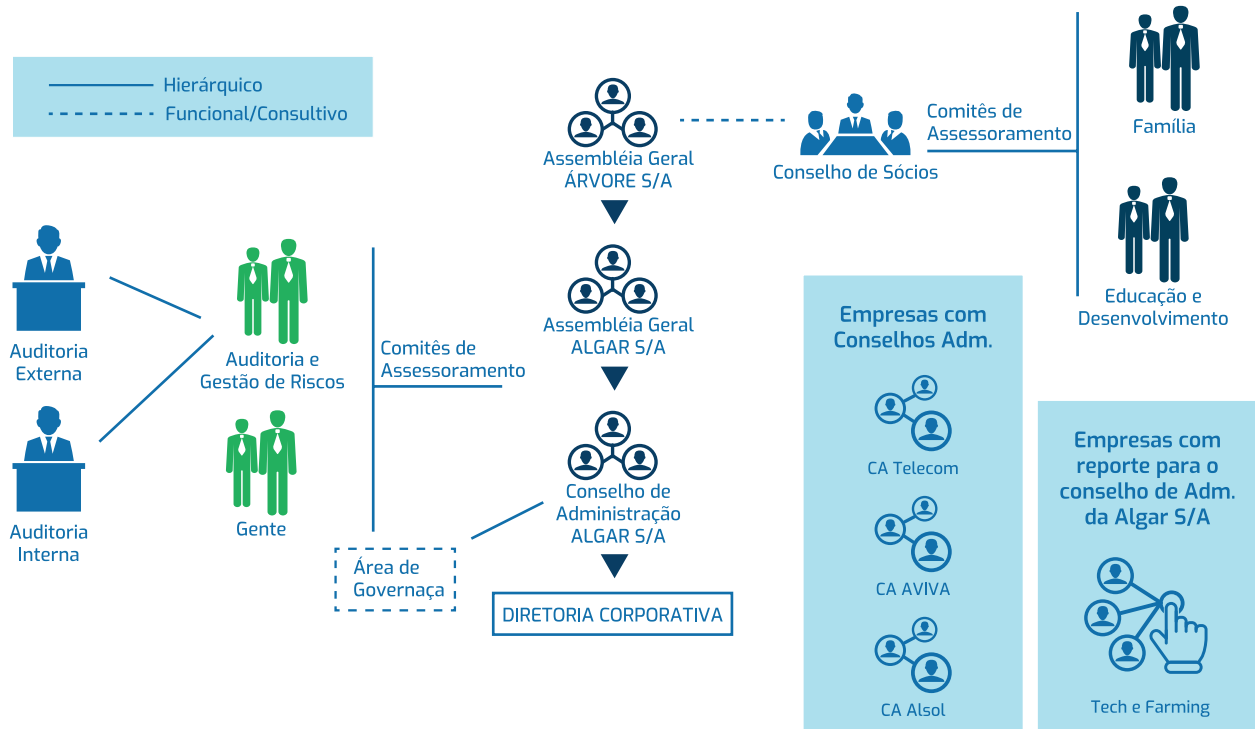 Hierárquico
Funcional/Consultivo
Assembléia Geral
ÁRVORE S/A
Conselho de Sócios
Comitês de
Assessoramento
Família
Educação e
Desenvolvimento
Auditoria
Externa
Auditoria e
Gestão de Riscos
Comitês de
Assessoramento
Assembléia Geral
ALGAR S/A
Auditoria
Interna
Gente
Área de
Governaça
Conselho de
Administração
ALGAR S/A
DIRETORIA CORPORATIVA
Empresas com
Conselhos Adm.
CA Telecom
CA AVIVA
CA Alsol
Empresas com
reporte para o
conselho de Adm.
da Algar S/A
Tech e Farming